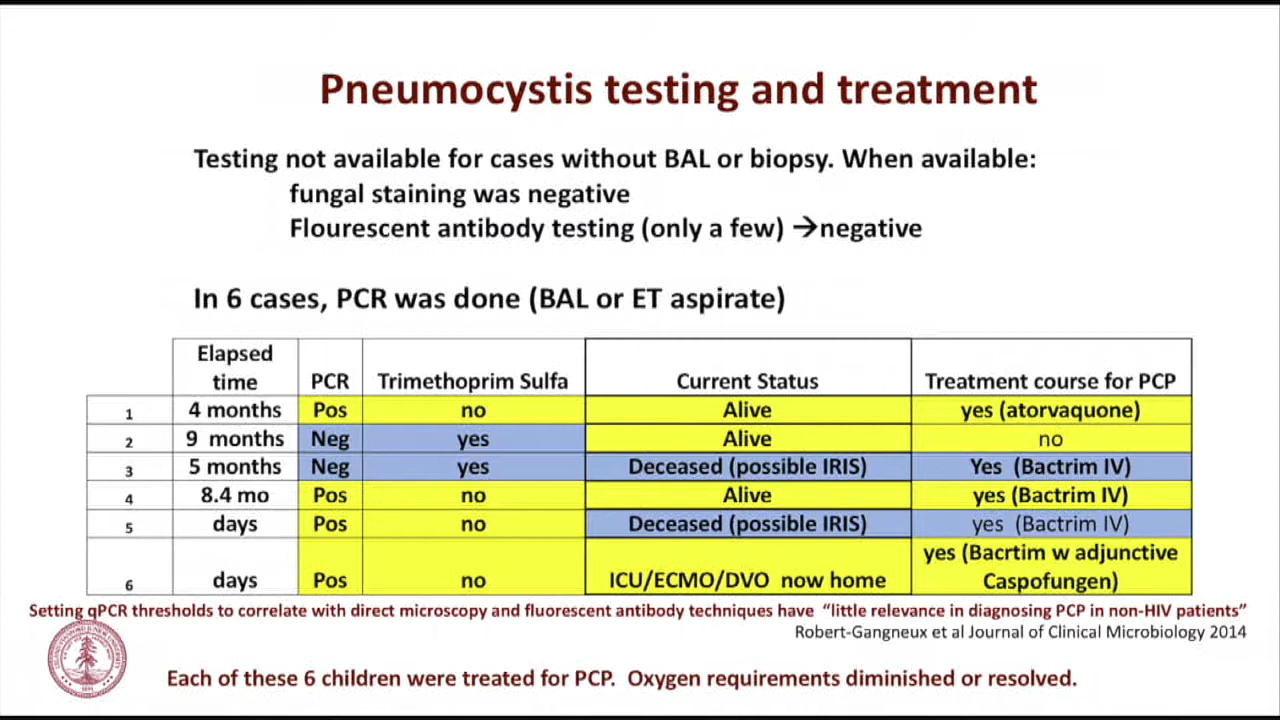 Pneumocystis testing and treatment
Testing not available for cases without BAL or biopsy. When available:
fungal staining was negative
Flourescent antibody testing (only a few) →negative
In 6 cases, PCR was done (BAL or ET aspirate)
Elapsed time PCR Trimethoprim Sulfa Current Status Treatment course for PCP
1 4 months Pos no Alive yes (atorvaquone)
2 9 months Neg yes Alive no
3 5 months Neg yes Deceased (possible IRIS) Yes (Bactrim IV)
4 8.4 mo Pos no Alive yes (Bactrim IV)
5 days Pos no Deceased (possible IRIS) yes (Bactrim IV)
6 days Pos no ICU/ECMO/DVO now home yes (Bacrtim w adjunctive Caspofungen)
Setting qPCR thresholds to correlate with direct microscopy and fluorescent antibody techniques have “little relevance in diagnosing PCP in non-HIV patients”
Robert-Gangneux et al Journal of Clinical Microbiology 2014
Each of these 6 children were treated for PCP. Oxygen requirements diminished or resolved.